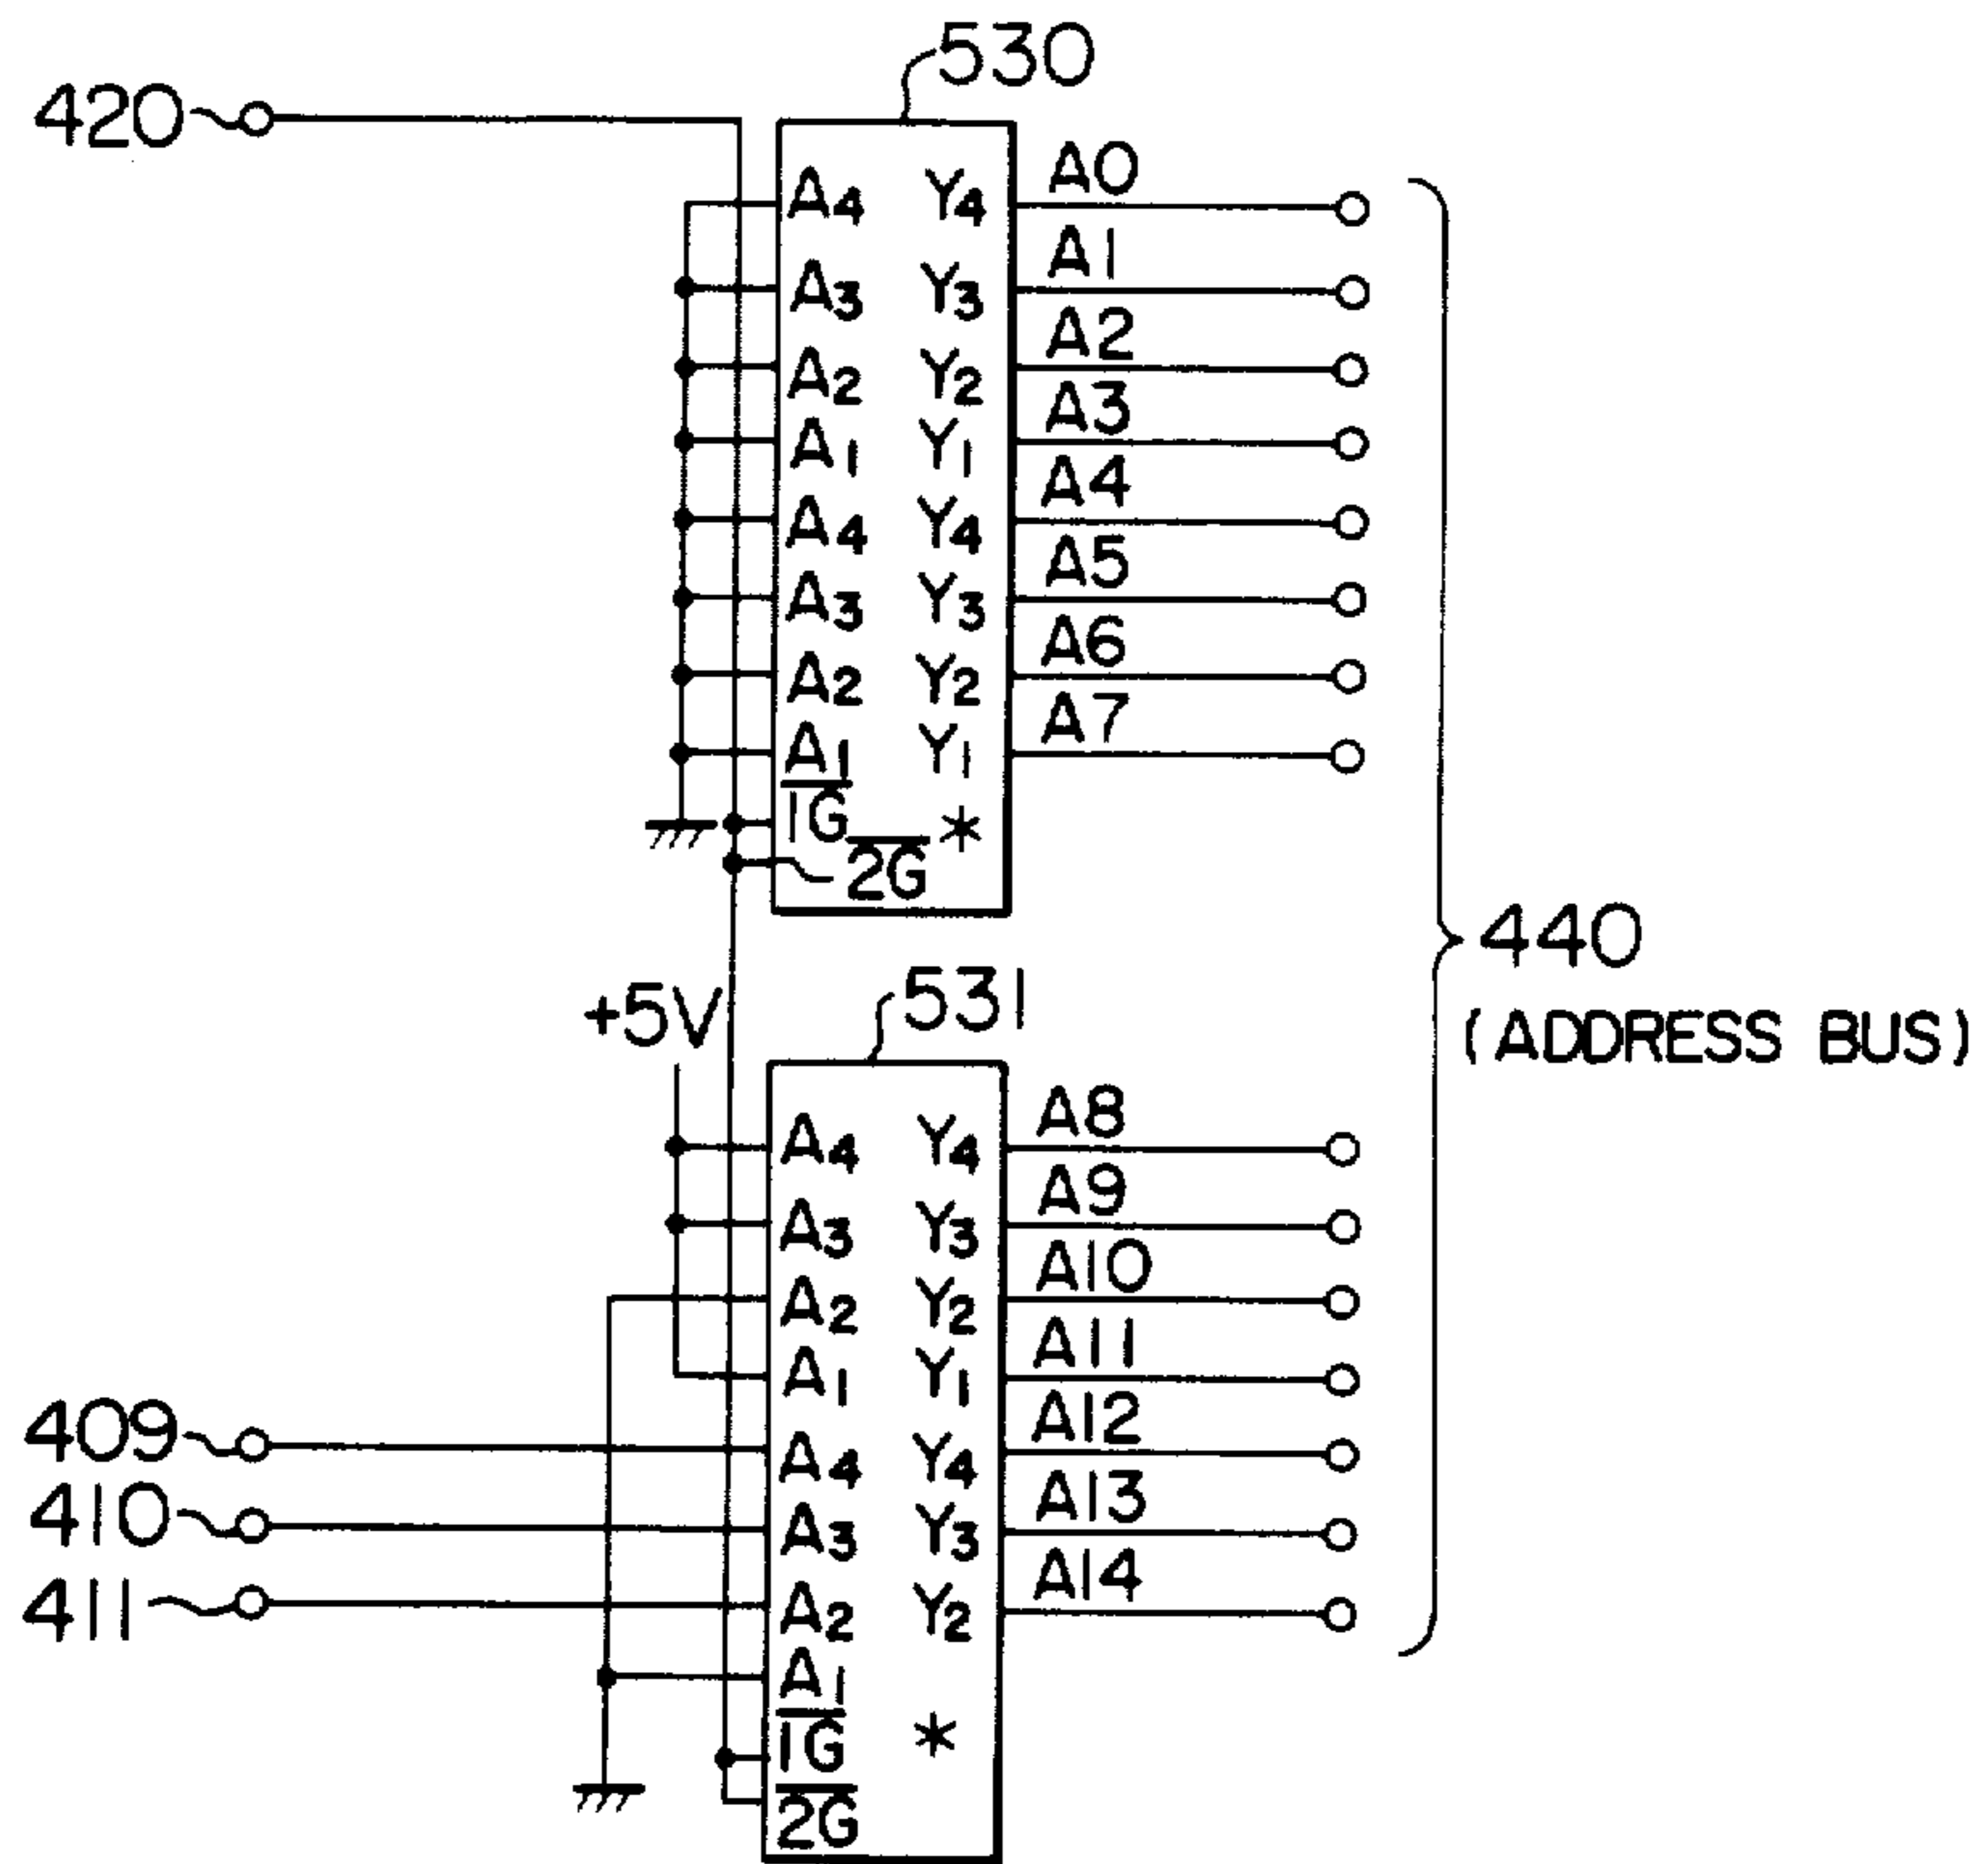 530
420
A4 Y4 A0
A3 Y3 A1
A2 Y2 A2
A1 Y1 A3
A4 Y4 A4
A3 Y3 A5
A2 Y2 A6
A1 Y1 A7
1G *
2G
440
(ADDRESS BUS)
+5V
531
A4 Y4 A8
A3 Y3 A9
A2 Y2 A10
A1 Y1 A11
409 A4 Y4 A12
410 A3 Y3 A13
411 A2 Y2 A14
A1
1G *
2G